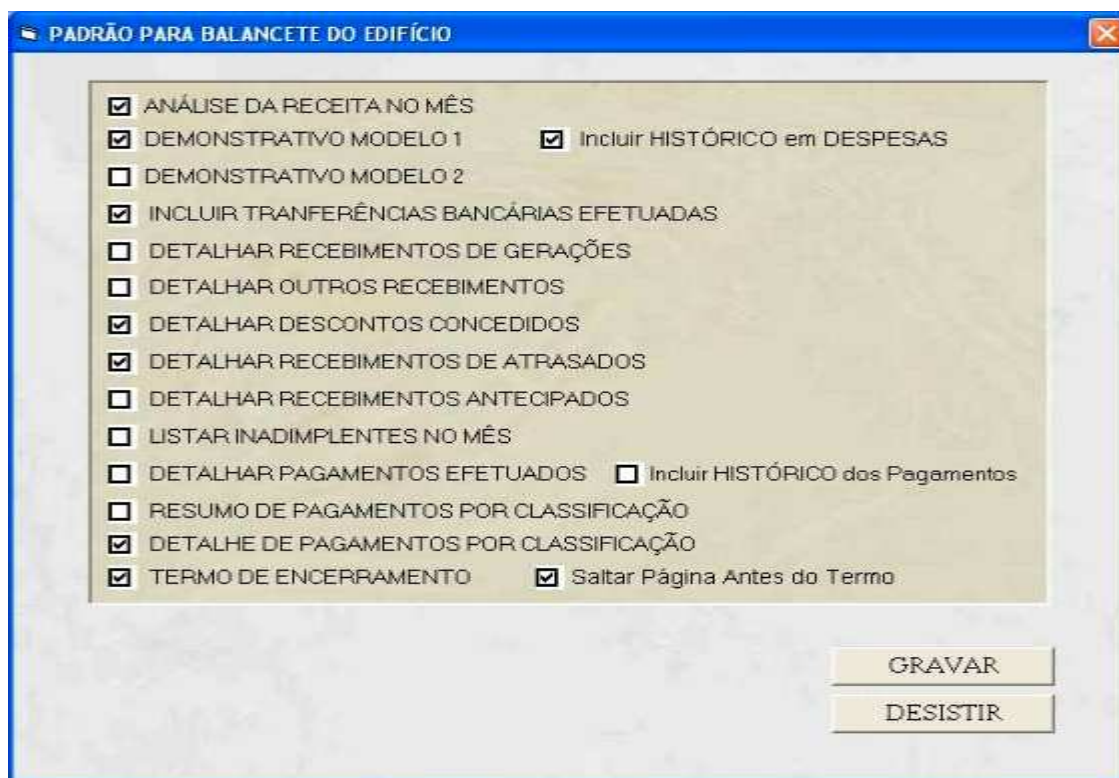 PADRÃO PARA BALANCETE DO EDIFÍCIO
ANÁLISE DA RECEITA NO MÊS
DEMONSTRATIVO MODELO 1 Incluir HISTÓRICO em DESPESAS
DEMONSTRATIVO MODELO 2
INCLUIR TRANFERÊNCIAS BANCÁRIAS EFETUADAS
DETALHAR RECEBIMENTOS DE GERAÇÕES
DETALHAR OUTROS RECEBIMENTOS
DETALHAR DESCONTOS CONCEDIDOS
DETALHAR RECEBIMENTOS DE ATRASADOS
DETALHAR RECEBIMENTOS ANTECIPADOS
LISTAR INADIMPLENTES NO MÊS
DETALHAR PAGAMENTOS EFETUADOS Incluir HISTÓRICO dos Pagamentos
RESUMO DE PAGAMENTOS POR CLASSIFICAÇÃO
DETALHE DE PAGAMENTOS POR CLASSIFICAÇÃO
TERMO DE ENCERRAMENTO Saltar Página Antes do Termo
GRAVAR
DESISTIR